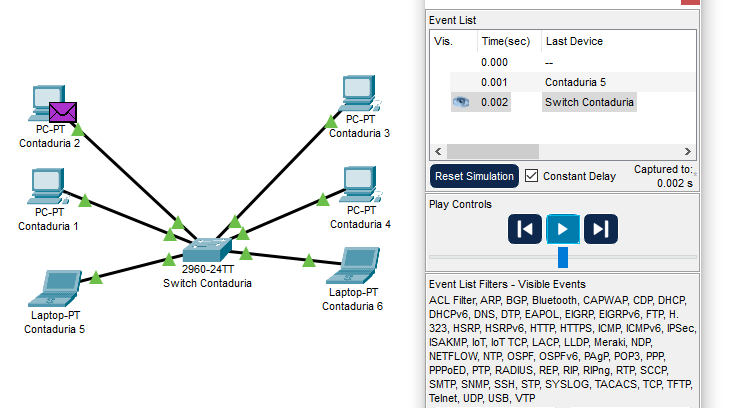 PC-PT
Contaduria 2
PC-PT
Contaduria 3
PC-PT
Contaduria 1
PC-PT
Contaduria 4
2960-24TT
Switch Contaduria
Laptop-PT
Contaduria 5
Laptop-PT
Contaduria 6
Event List
Vis. Time(sec) Last Device
0.000 --
0.001 Contaduria 5
0.002 Switch Contaduria
Reset Simulation Constant Delay Captured to:
0.002 s
Play Controls
Event List Filters - Visible Events
ACL Filter, ARP, BGP, Bluetooth, CAPWAP, CDP, DHCP,
DHCPv6, DNS, DTP, EAPOL, EIGRP, EIGRPv6, FTP, H.
323, HSRP, HSRPv6, HTTP, HTTPS, ICMP, ICMPv6, IPSec,
ISAKMP, IoT, IoT TCP, LACP, LLDP, Meraki, NDP,
NETFLOW, NTP, OSPF, OSPFv6, PAgP, POP3, PPP,
PPPoED, PTP, RADIUS, REP, RIP, RIPng, RTP, SCCP,
SMTP, SNMP, SSH, STP, SYSLOG, TACACS, TCP, TFTP,
Telnet, UDP, USB, VTP